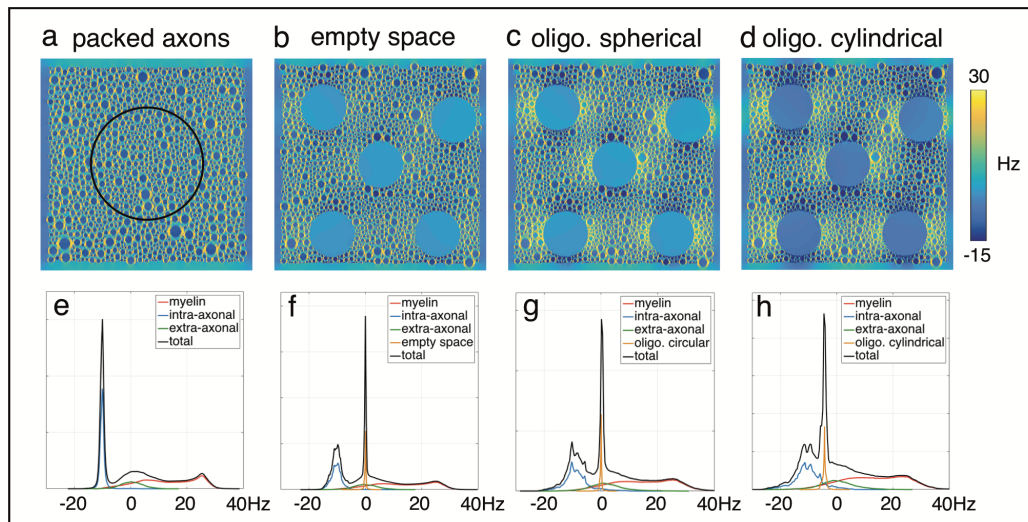 a packed axons
b empty space
c oligo. spherical
d oligo. cylindrical
30
Hz
-15
e
myelin
intra-axonal
extra-axonal
total
-20 0 20 40Hz
f
myelin
intra-axonal
extra-axonal
empty space
total
-20 0 20 40Hz
g
myelin
intra-axonal
extra-axonal
oligo. circular
total
-20 0 20 40Hz
h
myelin
intra-axonal
extra-axonal
oligo. cylindrical
total
-20 0 20 40Hz